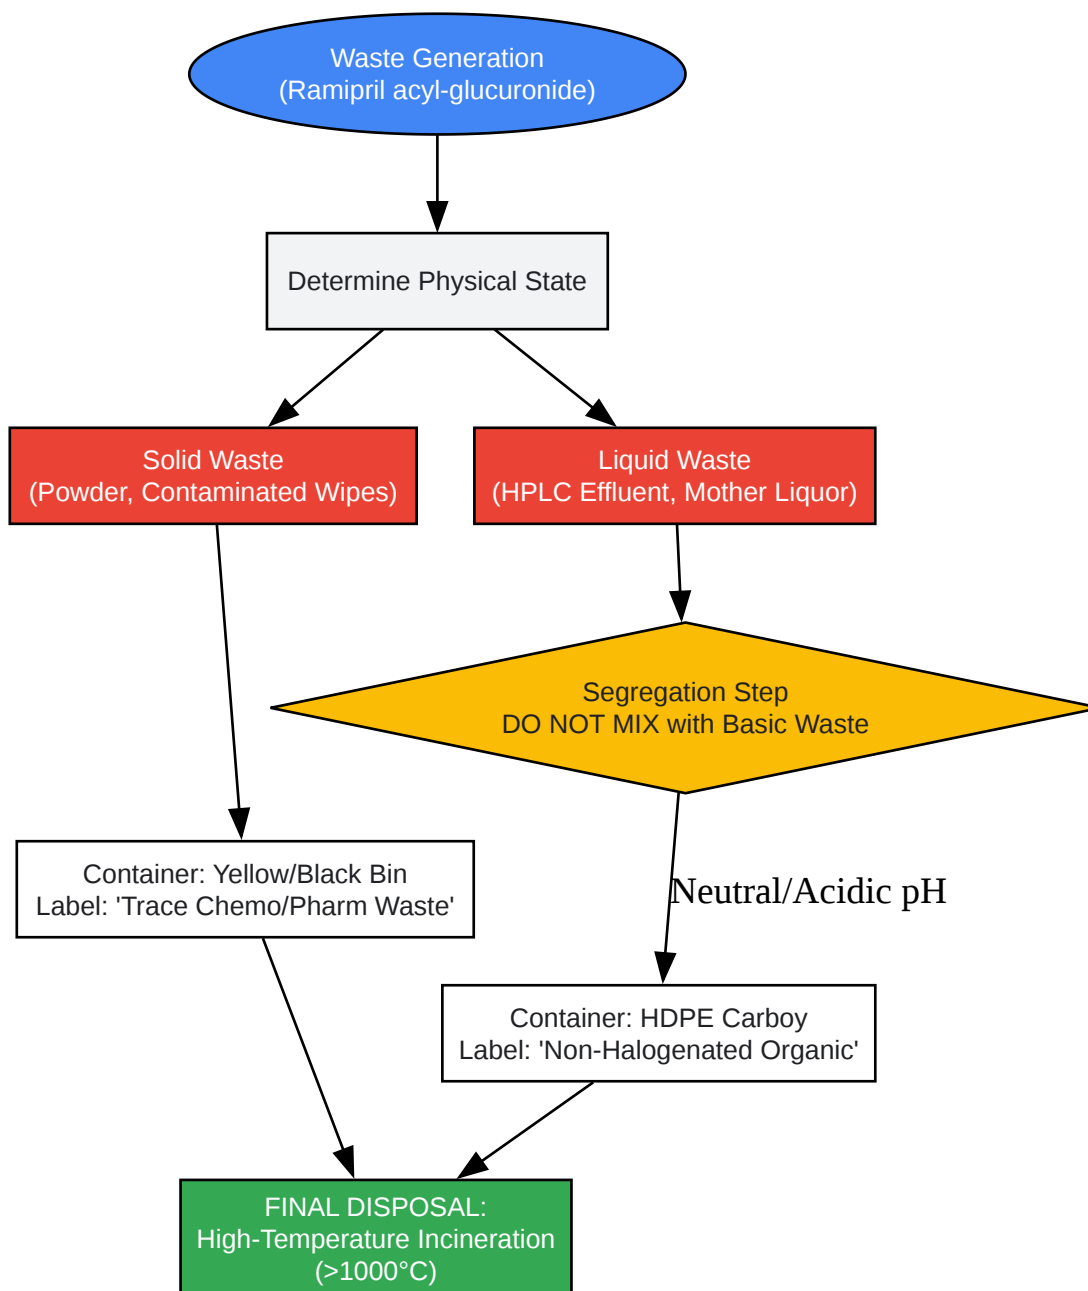 Waste Generation
(Ramipril acyl-glucuronide)
Determine Physical State
Solid Waste
(Powder, Contaminated Wipes)
Liquid Waste
(HPLC Effluent, Mother Liquor)
Segregation Step
DO NOT MIX with Basic Waste
Container: Yellow/Black Bin
Label: 'Trace Chemo/Pharm Waste'
Neutral/Acidic pH
Container: HDPE Carboy
Label: 'Non-Halogenated Organic'
FINAL DISPOSAL:
High-Temperature Incineration
(>1000°C)